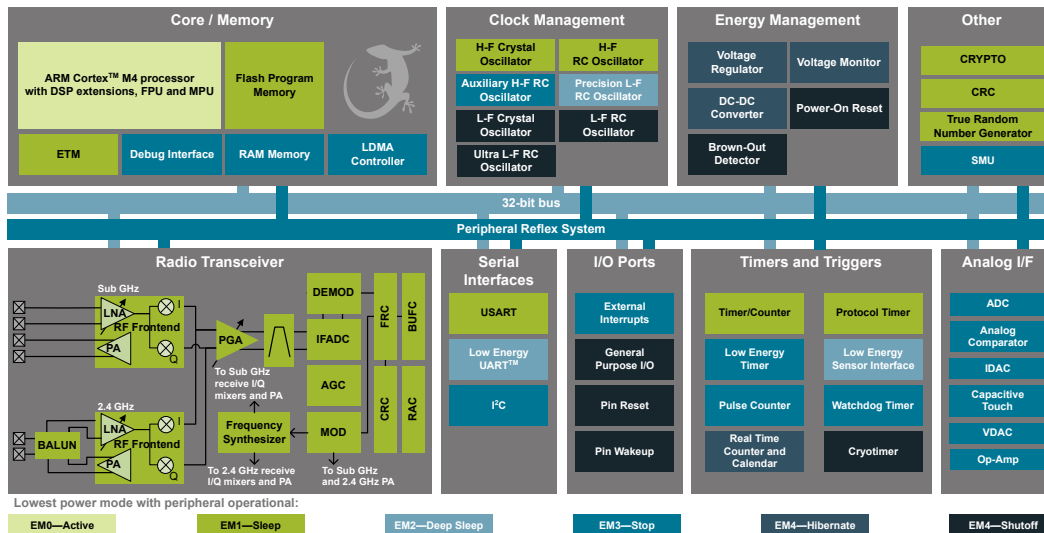 Core / Memory
ARM Cortex™ M4 processor
with DSP extensions, FPU and MPU
Flash Program
Memory
ETM
Debug Interface
RAM Memory
LDMA
Controller
Clock Management
H-F Crystal
Oscillator
H-F
RC Oscillator
Auxiliary H-F RC
Oscillator
Precision L-F
RC Oscillator
L-F Crystal
Oscillator
L-F RC
Oscillator
Ultra L-F RC
Oscillator
Energy Management
Voltage
Regulator
Voltage Monitor
DC-DC
Converter
Power-On Reset
Brown-Out
Detector
Other
CRYPTO
CRC
True Random
Number Generator
SMU
32-bit bus
Peripheral Reflex System
Radio Transceiver
Sub GHz
LNA
I
RF Frontend
PA
Q
2.4 GHz
LNA
I
BALUN
RF Frontend
PA
Q
PGA
To Sub GHz
receive I/Q
mixers and PA
Frequency
Synthesizer
To 2.4 GHz receive
I/Q mixers and PA
DEMOD
IFADC
AGC
MOD
To Sub GHz
and 2.4 GHz PA
FRC
BUFC
CRC
RAC
Serial
Interfaces
USART
Low Energy
UART™
I²C
I/O Ports
External
Interrupts
General
Purpose I/O
Pin Reset
Pin Wakeup
Timers and Triggers
Timer/Counter
Protocol Timer
Low Energy
Timer
Low Energy
Sensor Interface
Pulse Counter
Watchdog Timer
Real Time
Counter and
Calendar
Cryotimer
Analog I/F
ADC
Analog
Comparator
IDAC
Capacitive
Touch
VDAC
Op-Amp
Lowest power mode with peripheral operational:
EM0—Active
EM1—Sleep
EM2—Deep Sleep
EM3—Stop
EM4—Hibernate
EM4—Shutoff